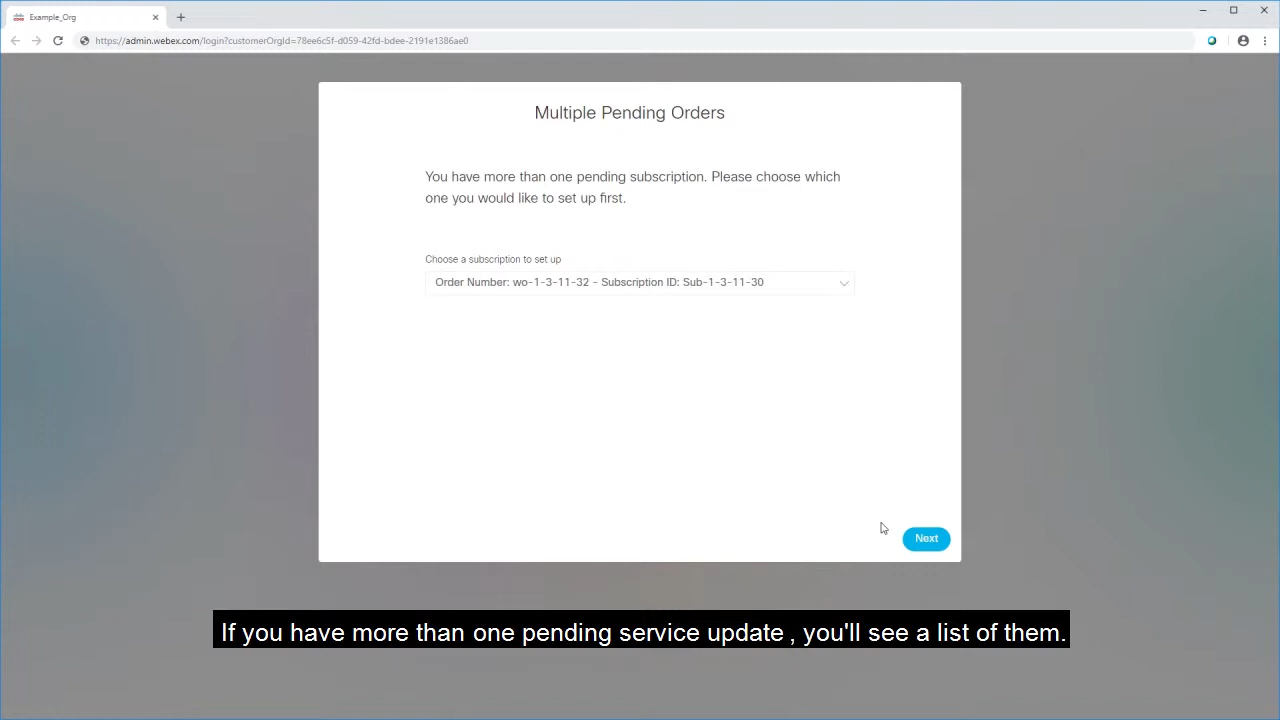 Example_Org
https://admin.webex.com/login?customerOrgId=78ee6c5f-d059-42fd-bdee-2191e1386ae0
Multiple Pending Orders
You have more than one pending subscription. Please choose which
one you would like to set up first.
Choose a subscription to set up
Order Number: wo-1-3-11-32 - Subscription ID: Sub-1-3-11-30
Next
If you have more than one pending service update , you'll see a list of them.